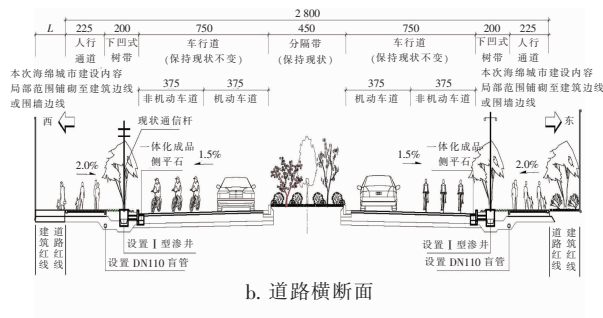 2 800
L 225 200 750 450 750 200 225
人行通道 下凹式树带 车行道(保持现状不变) 分隔带(保持现状) 车行道(保持现状不变) 下凹式树带 人行通道
本次海绵城市建设内容
局部范围铺砌至建筑边线
或围墙边线
375 375 375 375
非机动车道 机动车道 机动车道 非机动车道
本次海绵城市建设内容
局部范围铺砌至建筑边线
或围墙边线
西 东
现状通信杆
一体化成品
侧平石
一体化成品
侧平石
2.0% 1.5% 1.5% 2.0%
建筑红线 道路红线 道路红线 建筑红线
设置Ⅰ型渗井 设置Ⅰ型渗井
设置 DN110 盲管 设置 DN110 盲管
b. 道路横断面